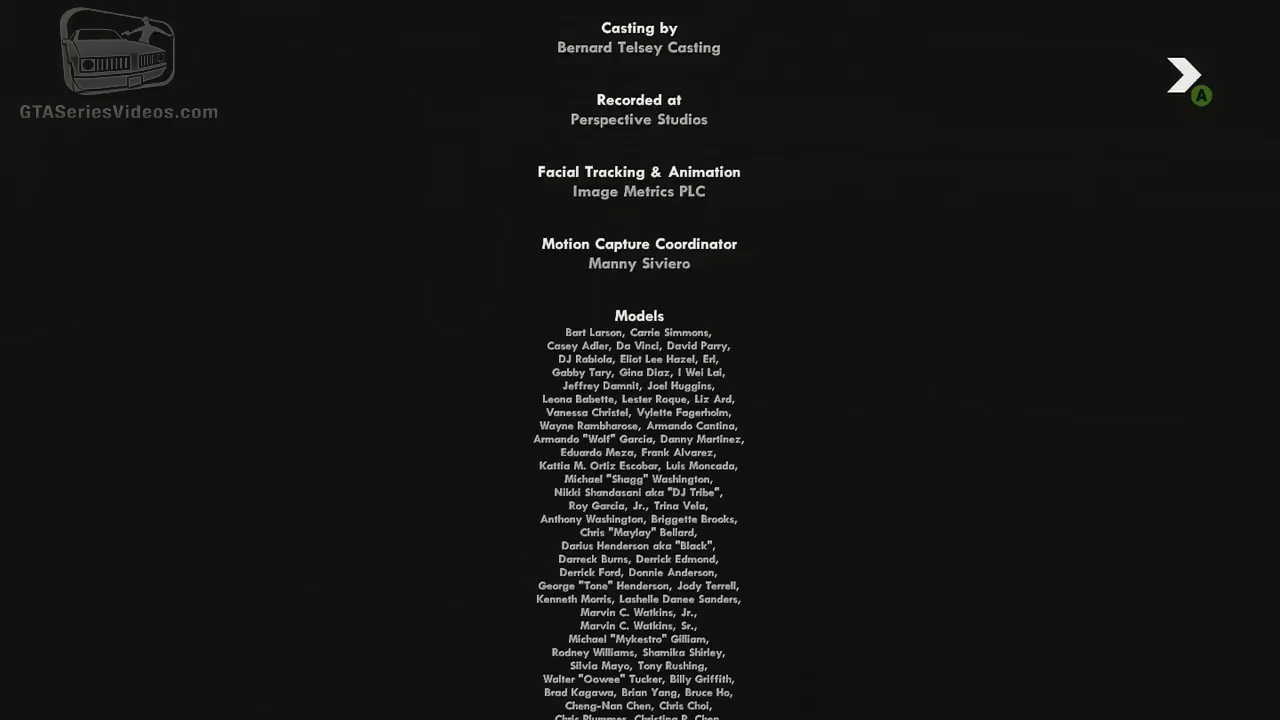 GTASeriesVideos.com
Casting by
Bernard Telsey Casting
A
Recorded at
Perspective Studios
Facial Tracking & Animation
Image Metrics PLC
Motion Capture Coordinator
Manny Siviero
Models
Bart Larson, Carrie Simmons,
Casey Adler, Da Vinci, David Parry,
DJ Rabiola, Eliot Lee Hazel, Erl,
Gabby Tary, Gina Diaz, I Wei Lai,
Jeffrey Damnit, Joel Huggins,
Leona Babette, Lester Roque, Liz Ard,
Vanessa Christel, Vylette Fagerholm,
Wayne Rambharose, Armando Cantina,
Armando "Wolf" Garcia, Danny Martinez,
Eduardo Meza, Frank Alvarez,
Kattia M. Ortiz Escobar, Luis Moncada,
Michael "Shagg" Washington,
Nikki Shandasani aka "DJ Tribe",
Roy Garcia, Jr., Trina Vela,
Anthony Washington, Briggette Brooks,
Chris "Maylay" Bellard,
Darius Henderson aka "Black",
Darreck Burns, Derrick Edmond,
Derrick Ford, Donnie Anderson,
George "Tone" Henderson, Jody Terrell,
Kenneth Morris, Lashelle Danee Sanders,
Marvin C. Watkins, Jr.,
Marvin C. Watkins, Sr.,
Michael "Mykestro" Gilliam,
Rodney Williams, Shamika Shirley,
Silvia Mayo, Tony Rushing,
Walter "Oowee" Tucker, Billy Griffith,
Brad Kagawa, Brian Yang, Bruce Ho,
Cheng-Nan Chen, Chris Choi,
Chris Plummer, Christina R. Chen,